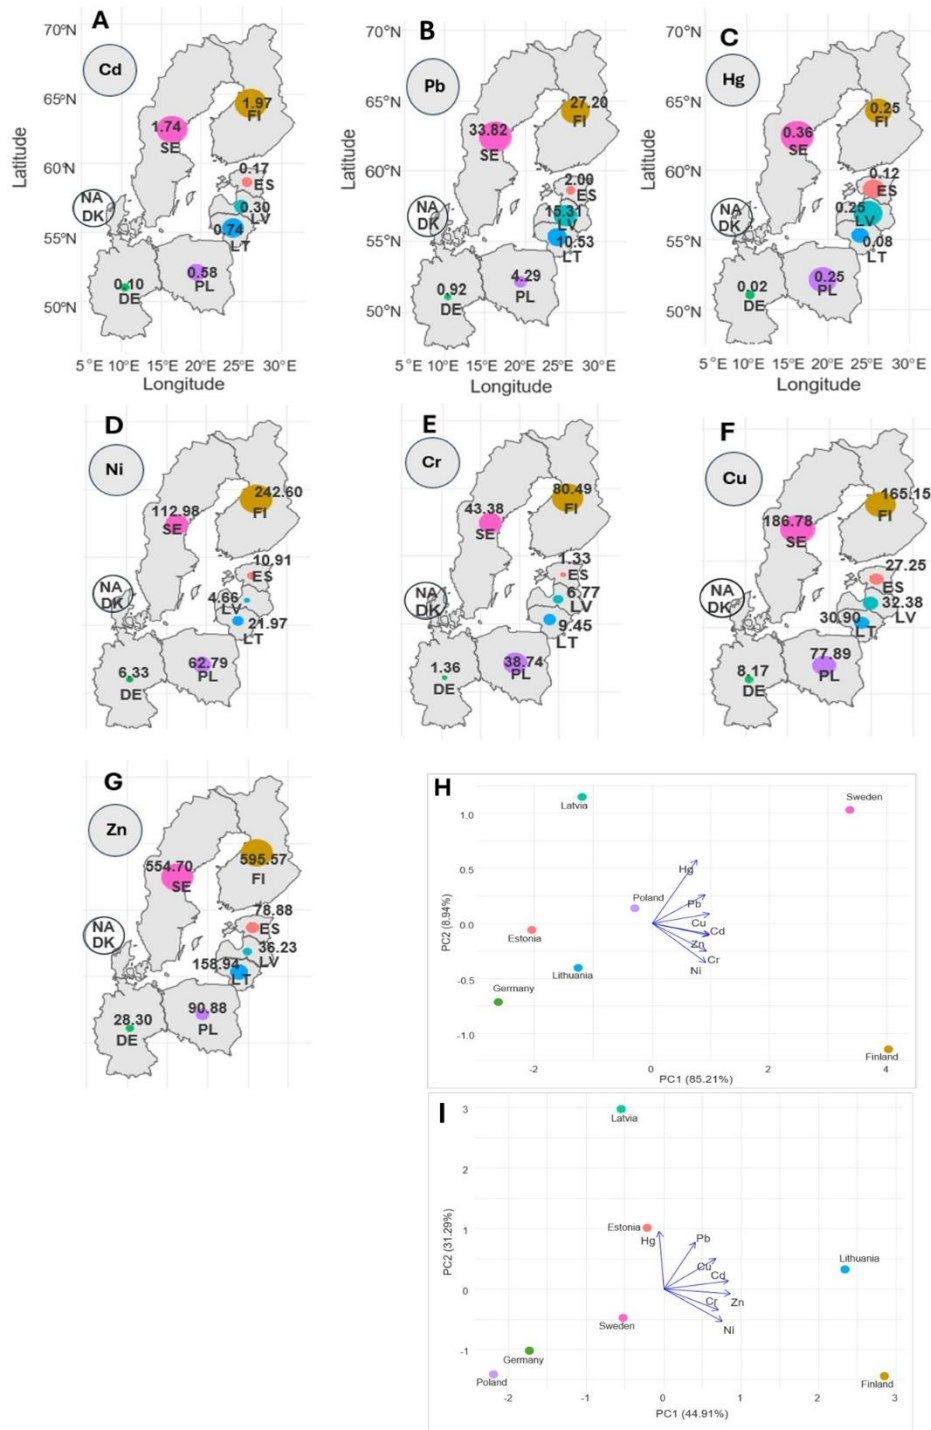 A
Cd
70°N
65°N
60°N
55°N
50°N
Latitude
1.97
FI
1.74
SE
0.17
ES
0.30
LV
0.74
LT
NA
DK
0.10
DE
0.58
PL
5 °E 10°E 15°E 20°E 25°E 30°E
Longitude
B
Pb
70°N
65°N
60°N
55°N
50°N
Latitude
27.20
FI
33.82
SE
2.00
ES
15.31
LV
10.53
LT
NA
DK
0.92
DE
4.29
PL
5 °E 10°E 15°E 20°E 25°E 30°E
Longitude
C
Hg
70°N
65°N
60°N
55°N
50°N
Latitude
0.25
FI
0.36
SE
0.12
ES
0.25
LV
0.08
LT
NA
DK
0.02
DE
0.25
PL
5 °E 10°E 15°E 20°E 25°E 30°E
Longitude
D
Ni
242.60
FI
112.98
SE
10.91
ES
4.66
LV
21.97
LT
NA
DK
6.33
DE
62.79
PL
E
Cr
80.49
FI
43.38
SE
1.33
ES
6.77
LV
9.45
LT
NA
DK
1.36
DE
38.74
PL
F
Cu
165.15
FI
186.78
SE
27.25
ES
32.38
LV
30.90
LT
NA
DK
8.17
DE
77.89
PL
G
Zn
595.57
FI
554.70
SE
78.88
ES
36.23
LV
158.94
LT
NA
DK
28.30
DE
90.88
PL
H
1.0
0.5
0.0
-0.5
-1.0
PC2 (8.94%)
Latvia
Sweden
Hg
Poland
Pb
Cu
Estonia
Cd
Zn
Cr
Lithuania
Ni
Germany
Finland
-2 0 2 4
PC1 (85.21%)
I
3
2
1
0
-1
PC2 (31.29%)
Latvia
Estonia
Hg
Pb
Lithuania
Cu
Cd
Cr
Zn
Sweden
Ni
Germany
Poland
Finland
-2 -1 0 1 2 3
PC1 (44.91%)